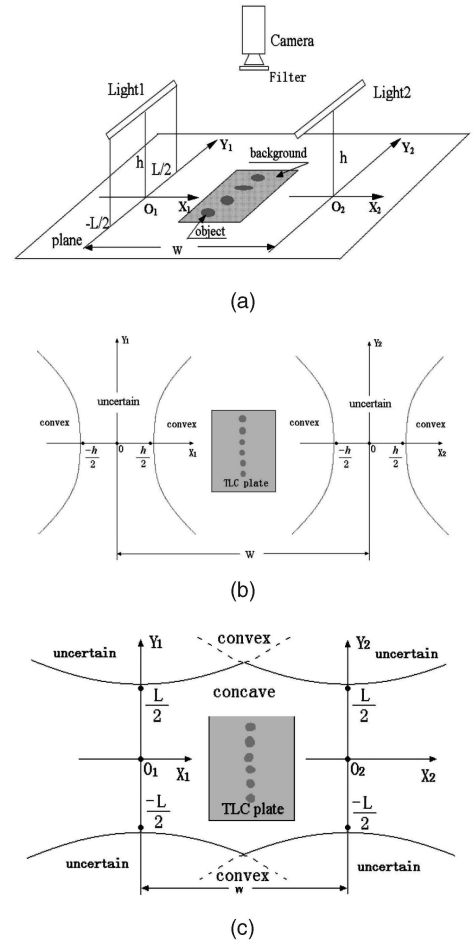 Camera
Filter
Light1
Light2
h
L/2
Y₁
-L/2
O₁
X₁
background
h
Y₂
O₂
X₂
plane
object
W
(a)
Y₁
Y₂
uncertain
uncertain
convex
convex
convex
convex
-h/2
0
h/2
X₁
-h/2
0
h/2
X₂
TLC plate
W
(b)
convex
uncertain
Y₁
Y₂
uncertain
concave
L/2
L/2
O₁
X₁
O₂
X₂
-L/2
TLC plate
-L/2
uncertain
uncertain
convex
w
(c)